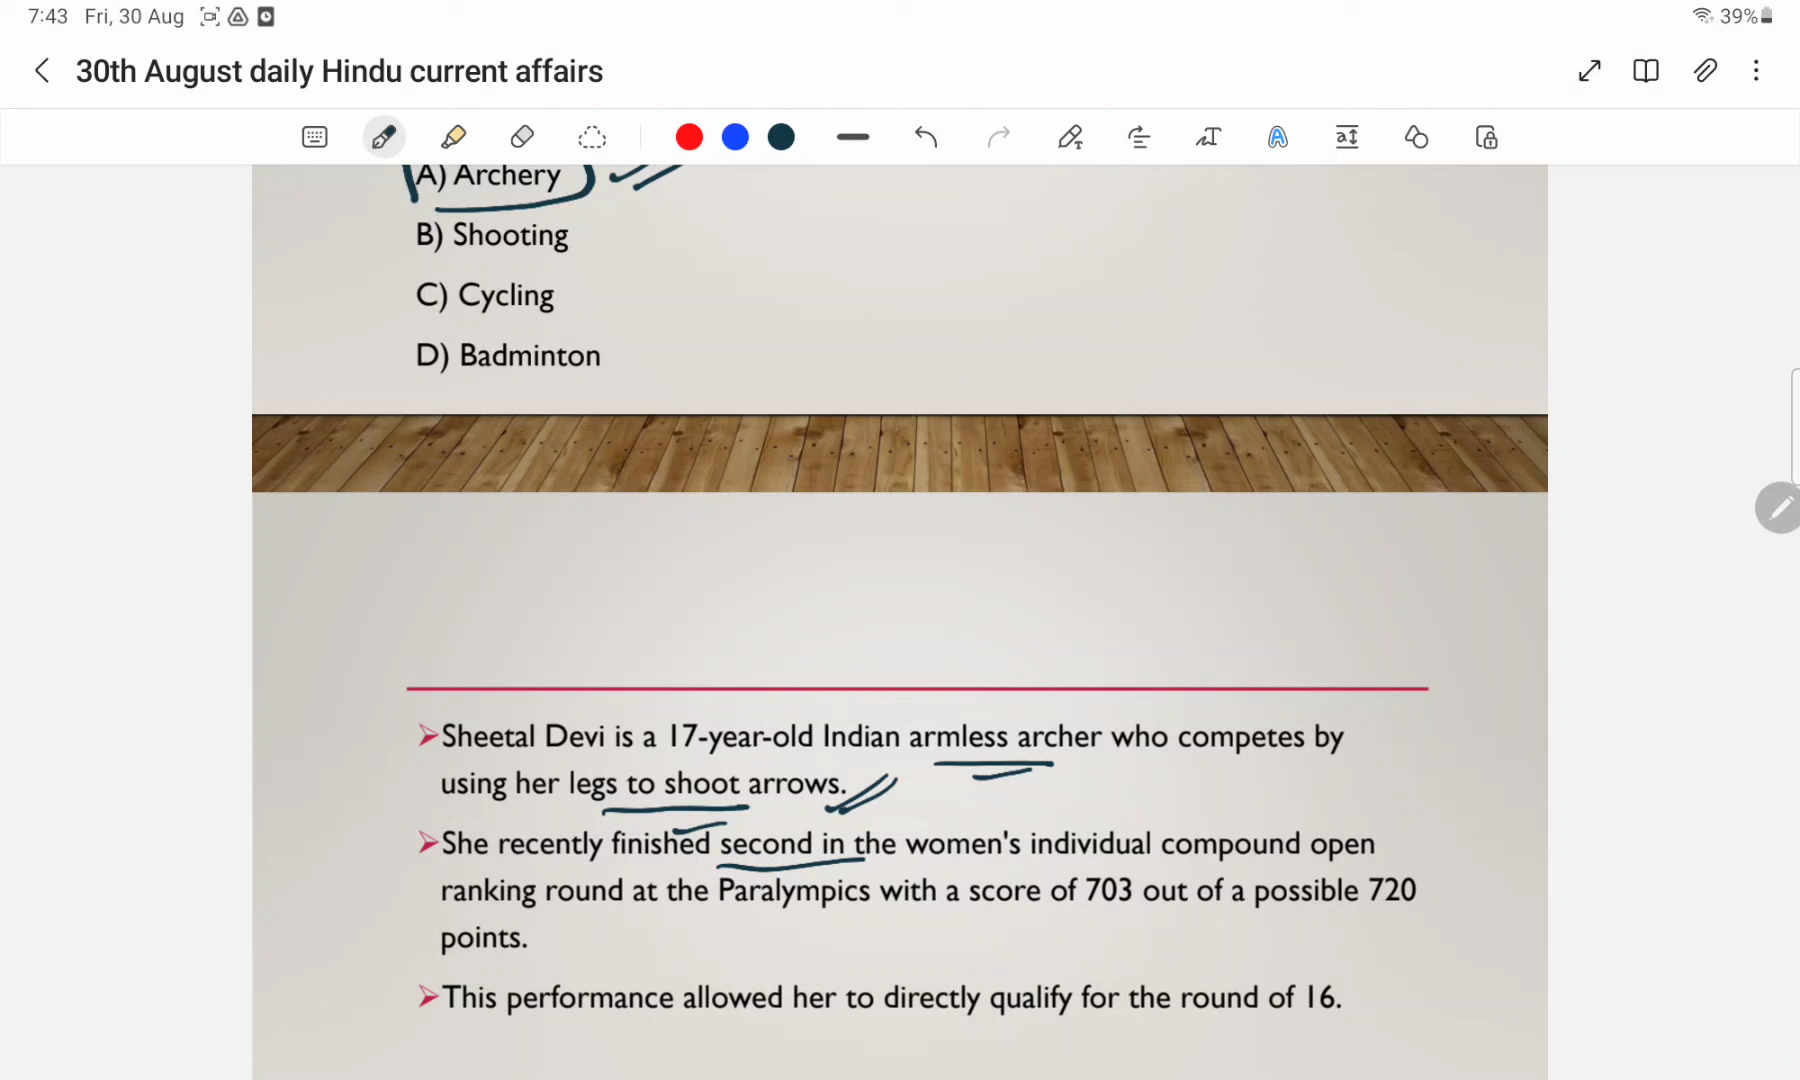 7:43 Fri, 30 Aug 39%
30th August daily Hindu current affairs
A) Archery
B) Shooting
C) Cycling
D) Badminton
Sheetal Devi is a 17-year-old Indian armless archer who competes by
using her legs to shoot arrows.
She recently finished second in the women's individual compound open
ranking round at the Paralympics with a score of 703 out of a possible 720
points.
This performance allowed her to directly qualify for the round of 16.